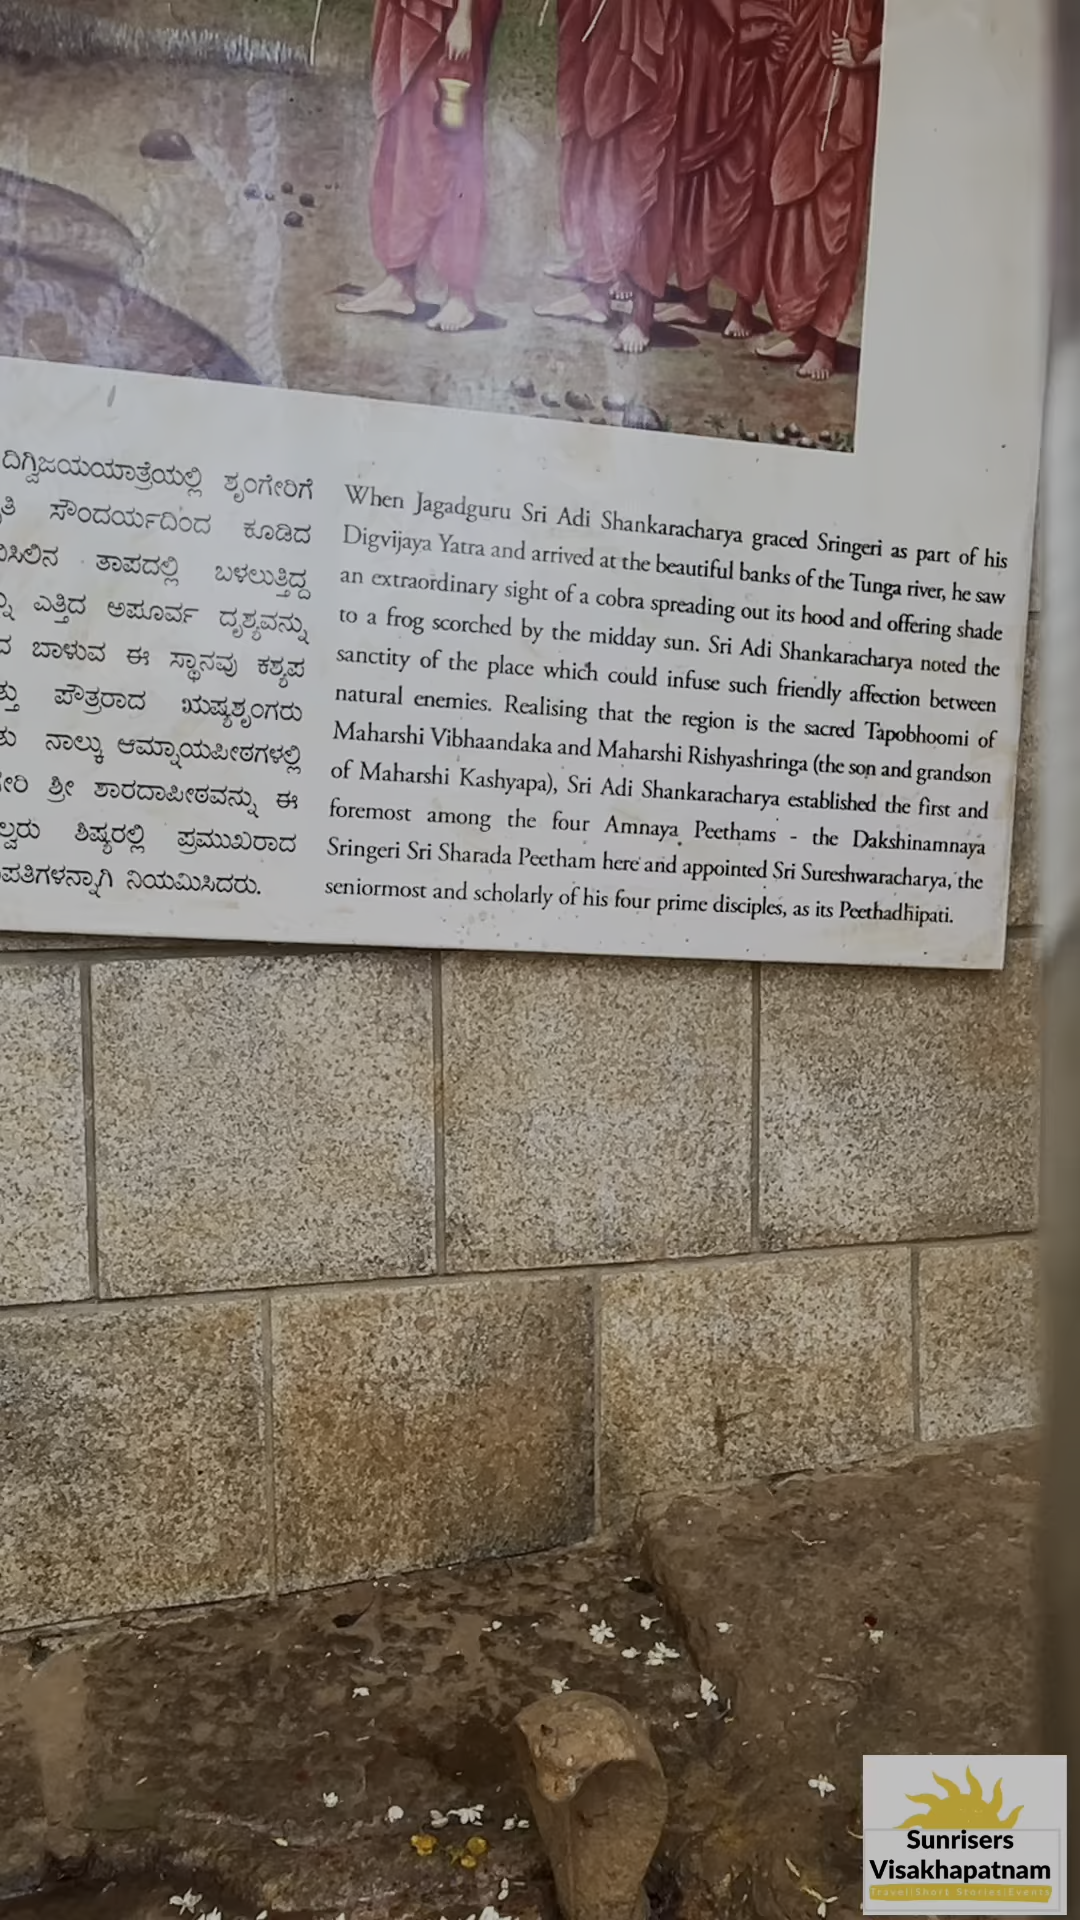 ದಿಗ್ವಿಜಯಯಾತ್ರೆಯಲ್ಲಿ ಶೃಂಗೇರಿಗೆ
ಸೌಂದರ್ಯದಿಂದ ಕೂಡಿದ
ತಾಪದಲ್ಲಿ ಬಳಲುತ್ತಿದ್ದ
ಎತ್ತಿದ ಅಪೂರ್ವ ದೃಶ್ಯವನ್ನು
ಬಾಳುವ ಈ ಸ್ಥಾನವು ಕಶ್ಯಪ
ಪೌತ್ರರಾದ ಋಷ್ಯಶೃಂಗರು
ನಾಲ್ಕು ಆಮ್ನಾಯಪೀಠಗಳಲ್ಲಿ
ಶ್ರೀ ಶಾರದಾಪೀಠವನ್ನು ಈ
ಶಿಷ್ಯರಲ್ಲಿ ಪ್ರಮುಖರಾದ
ನಿಯಮಿಸಿದರು.
When Jagadguru Sri Adi Shankaracharya graced Sringeri as part of his
Digvijaya Yatra and arrived at the beautiful banks of the Tunga river, he saw
an extraordinary sight of a cobra spreading out its hood and offering shade
to a frog scorched by the midday sun. Sri Adi Shankaracharya noted the
sanctity of the place which could infuse such friendly affection between
natural enemies. Realising that the region is the sacred Tapobhoomi of
Maharshi Vibhaandaka and Maharshi Rishyashringa (the son and grandson
of Maharshi Kashyapa), Sri Adi Shankaracharya established the first and
foremost among the four Amnaya Peethams - the Dakshinamnaya
Sringeri Sri Sharada Peetham here and appointed Sri Sureshwaracharya, the
seniormost and scholarly of his four prime disciples, as its Peethadhipati.
Sunrisers
Visakhapatnam
Travel|Short Stories|Events